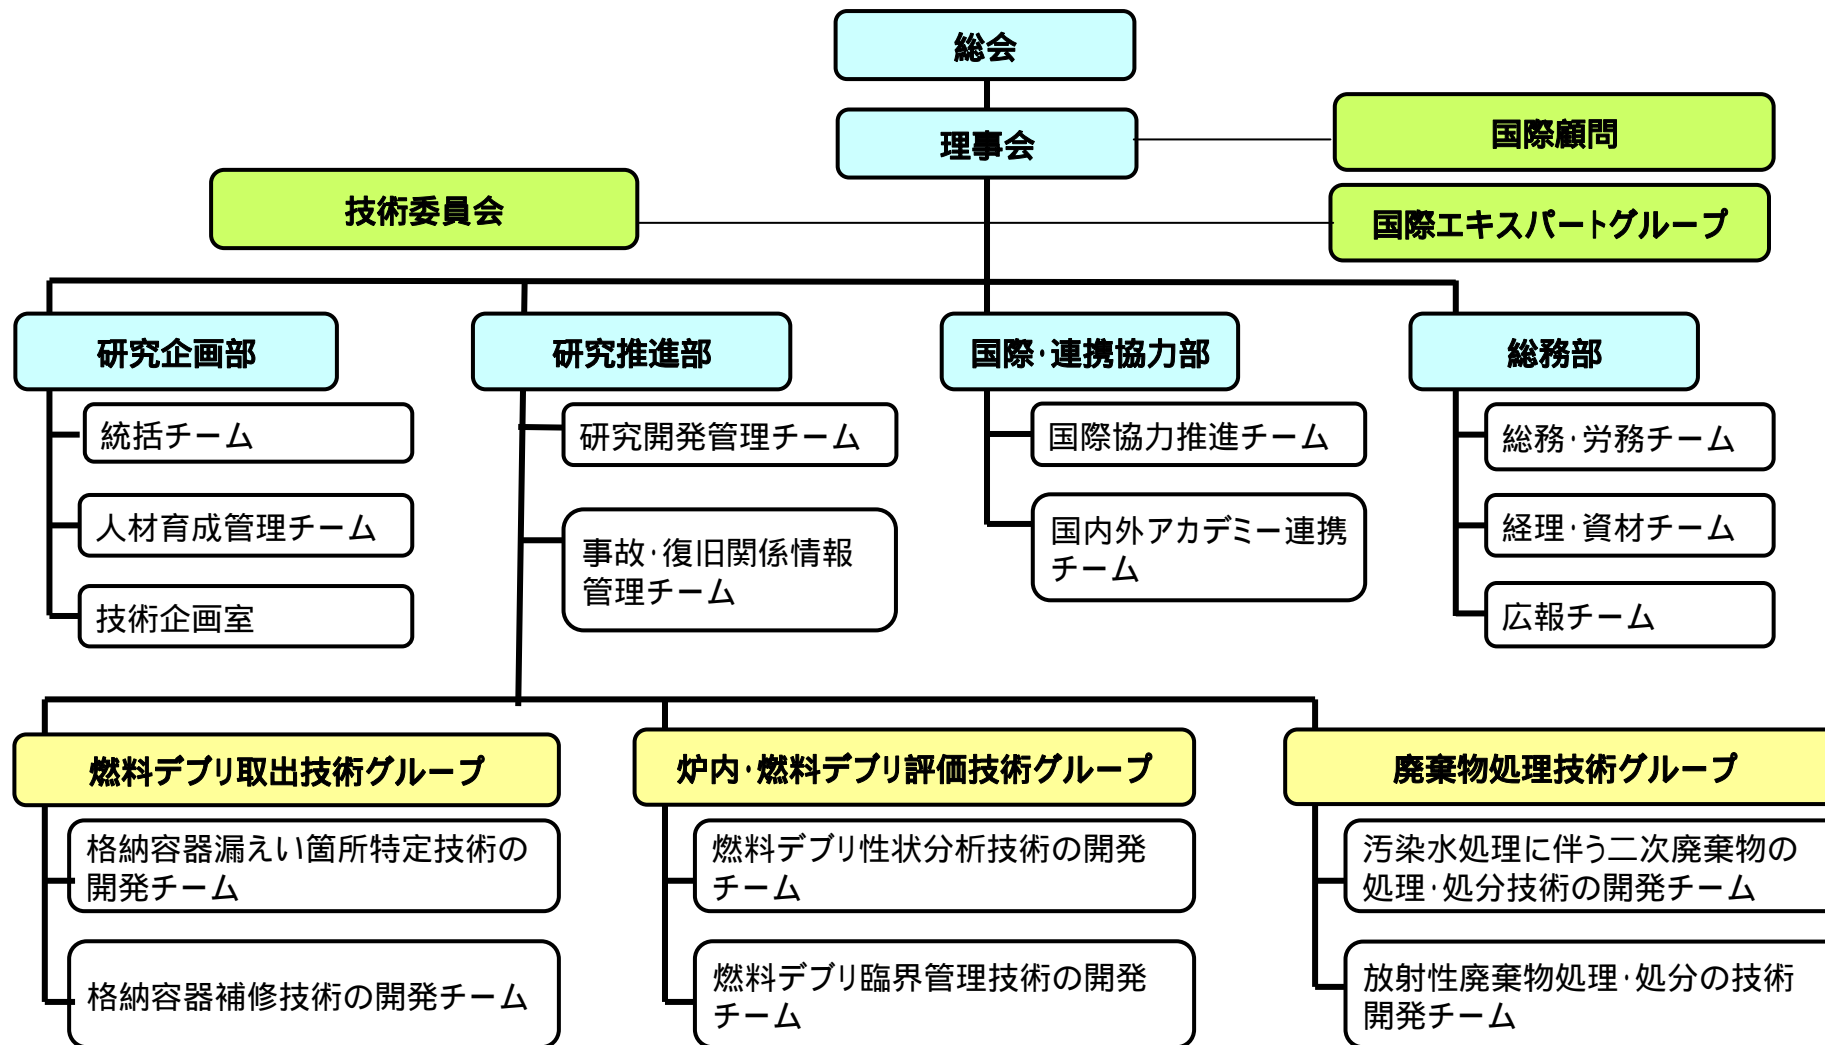 総会
理事会
国際顧問
技術委員会
国際エキスパートグループ
研究企画部
研究推進部
国際・連携協力部
総務部
統括チーム
研究開発管理チーム
国際協力推進チーム
総務・労務チーム
人材育成管理チーム
事故・復旧関係情報
管理チーム
国内外アカデミー連携
チーム
経理・資材チーム
技術企画室
広報チーム
燃料デブリ取出技術グループ
炉内・燃料デブリ評価技術グループ
廃棄物処理技術グループ
格納容器漏えい箇所特定技術の
開発チーム
燃料デブリ性状分析技術の開発
チーム
汚染水処理に伴う二次廃棄物の
処理・処分技術の開発チーム
格納容器補修技術の開発チーム
燃料デブリ臨界管理技術の開発
チーム
放射性廃棄物処理・処分の技術
開発チーム